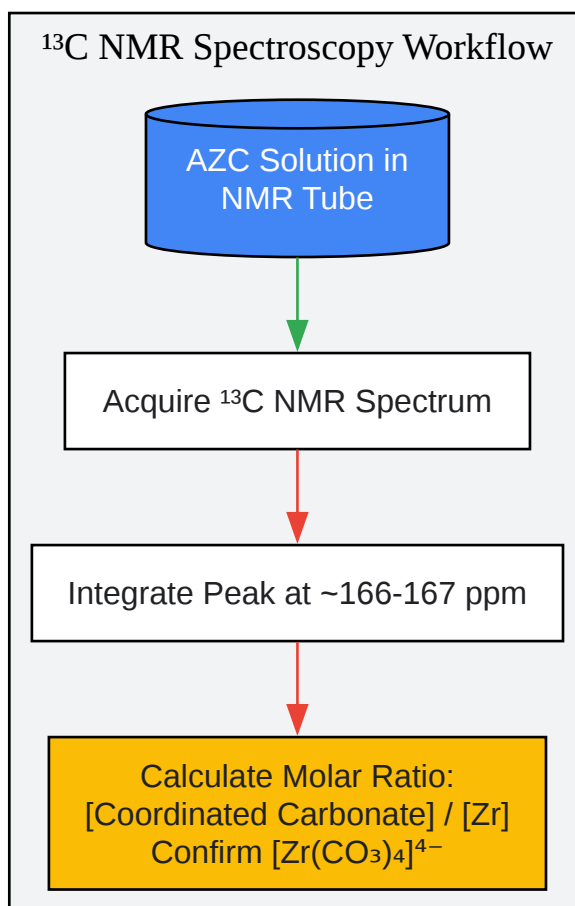 ¹³C NMR Spectroscopy Workflow
AZC Solution in
NMR Tube
Acquire ¹³C NMR Spectrum
Integrate Peak at ~166-167 ppm
Calculate Molar Ratio:
[Coordinated Carbonate] / [Zr]
Confirm [Zr(CO₃)₄]⁴⁻